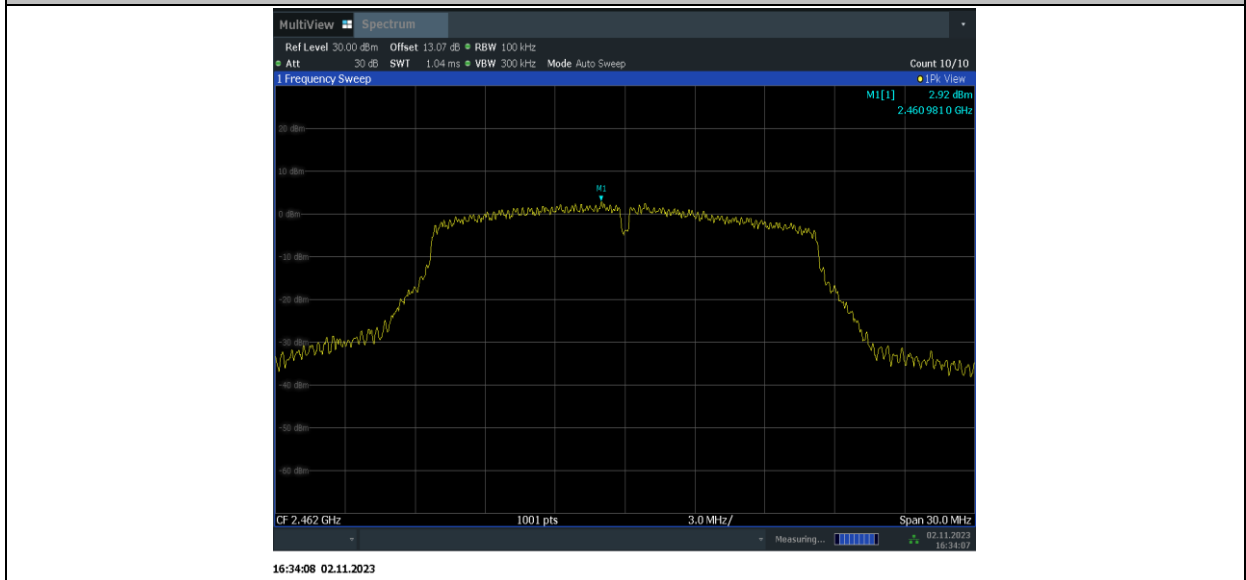 MultiView Spectrum
Ref Level 30.00 dBm Offset 13.07 dB RBW 100 kHz
Att 30 dB SWT 1.04 ms VBW 300 kHz Mode Auto Sweep Count 10/10
1 Frequency Sweep 1Pk View
M1[1] 2.92 dBm
2.460 981 0 GHz
20 dBm
10 dBm
M1
0 dBm
-10 dBm
-20 dBm
-30 dBm
-40 dBm
-50 dBm
-60 dBm
CF 2.462 GHz 1001 pts 3.0 MHz/ Span 30.0 MHz
Measuring... 02.11.2023
16:34:07
16:34:08 02.11.2023